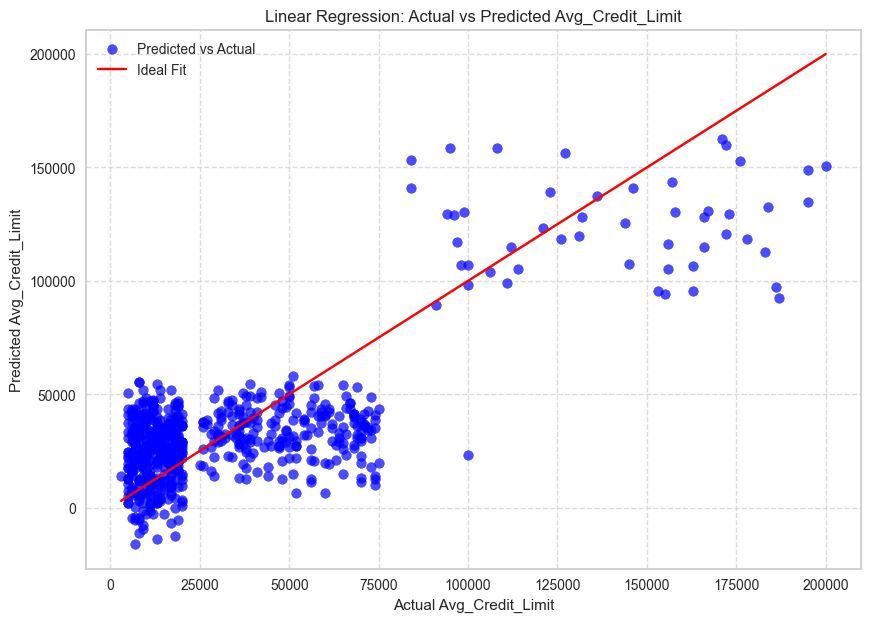 Linear Regression: Actual vs Predicted Avg_Credit_Limit
Predicted vs Actual
Ideal Fit
200000
150000
100000
50000
0
Predicted Avg_Credit_Limit
0 25000 50000 75000 100000 125000 150000 175000 200000
Actual Avg_Credit_Limit